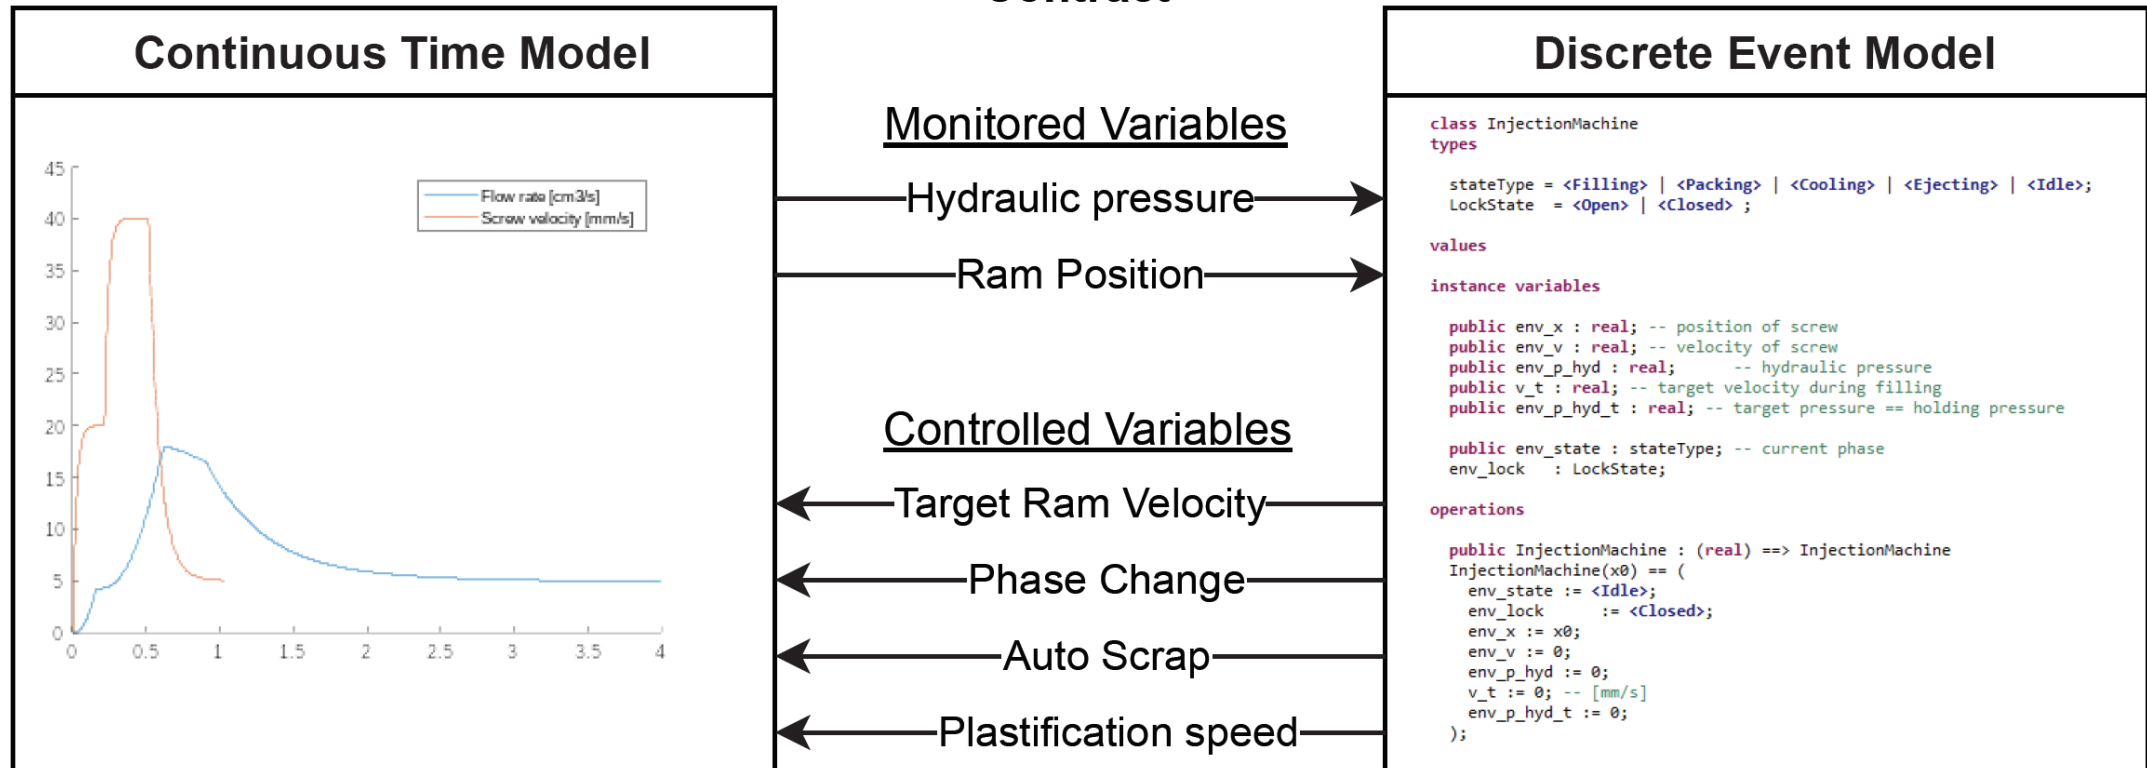 Contract
Continuous Time Model
45
40
35
30
25
20
15
10
5
0
0 0.5 1 1.5 2 2.5 3 3.5 4
Flow rate [cm3/s]
Screw velocity [mm/s]
Monitored Variables
Hydraulic pressure
Ram Position
Controlled Variables
Target Ram Velocity
Phase Change
Auto Scrap
Plastification speed
Discrete Event Model
class InjectionMachine
types
stateType = <Filling> | <Packing> | <Cooling> | <Ejecting> | <Idle>;
LockState = <Open> | <Closed> ;
values
instance variables
public env_x : real; -- position of screw
public env_v : real; -- velocity of screw
public env_p_hyd : real; -- hydraulic pressure
public v_t : real; -- target velocity during filling
public env_p_hyd_t : real; -- target pressure == holding pressure
public env_state : stateType; -- current phase
env_lock : LockState;
operations
public InjectionMachine : (real) ==> InjectionMachine
InjectionMachine(x0) == (
env_state := <Idle>;
env_lock := <Closed>;
env_x := x0;
env_v := 0;
env_p_hyd := 0;
v_t := 0; -- [mm/s]
env_p_hyd_t := 0;
);